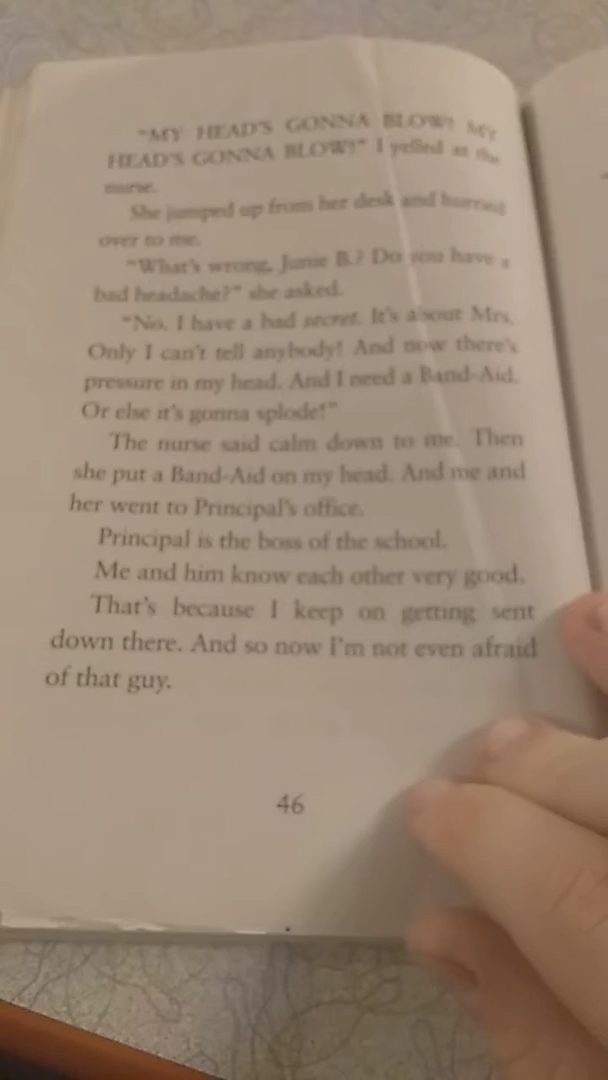 "MY HEAD'S GONNA BLOW! MY
HEAD'S GONNA BLOW!" I yelled at the
nurse.
She jumped up from her desk and hurried
over to me.
"What's wrong, Junie B.? Do you have a
bad headache?" she asked.
"No. I have a bad secret. It's about Mrs.
Only I can't tell anybody! And now there's
pressure in my head. And I need a Band-Aid.
Or else it's gonna splode!"
The nurse said calm down to me. Then
she put a Band-Aid on my head. And me and
her went to Principal's office.
Principal is the boss of the school.
Me and him know each other very good.
That's because I keep on getting sent
down there. And so now I'm not even afraid
of that guy.
46